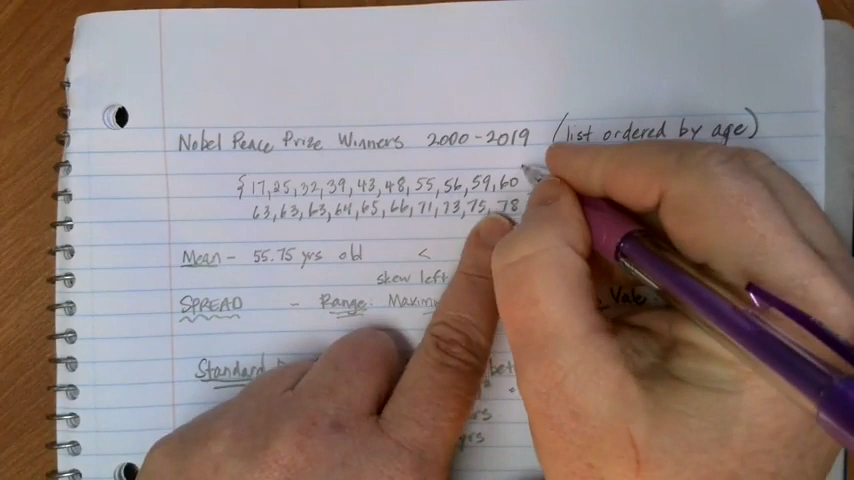 Nobel Peace Prize Winners 2000-2019 (list ordered by age)
{17, 25, 32, 39, 43, 48, 55, 56, 59, 60
63, 63, 63, 64, 65, 66, 71, 73, 75, 78
Mean - 55.75 yrs old <
skew left
SPREAD - Range: Vale
Standard